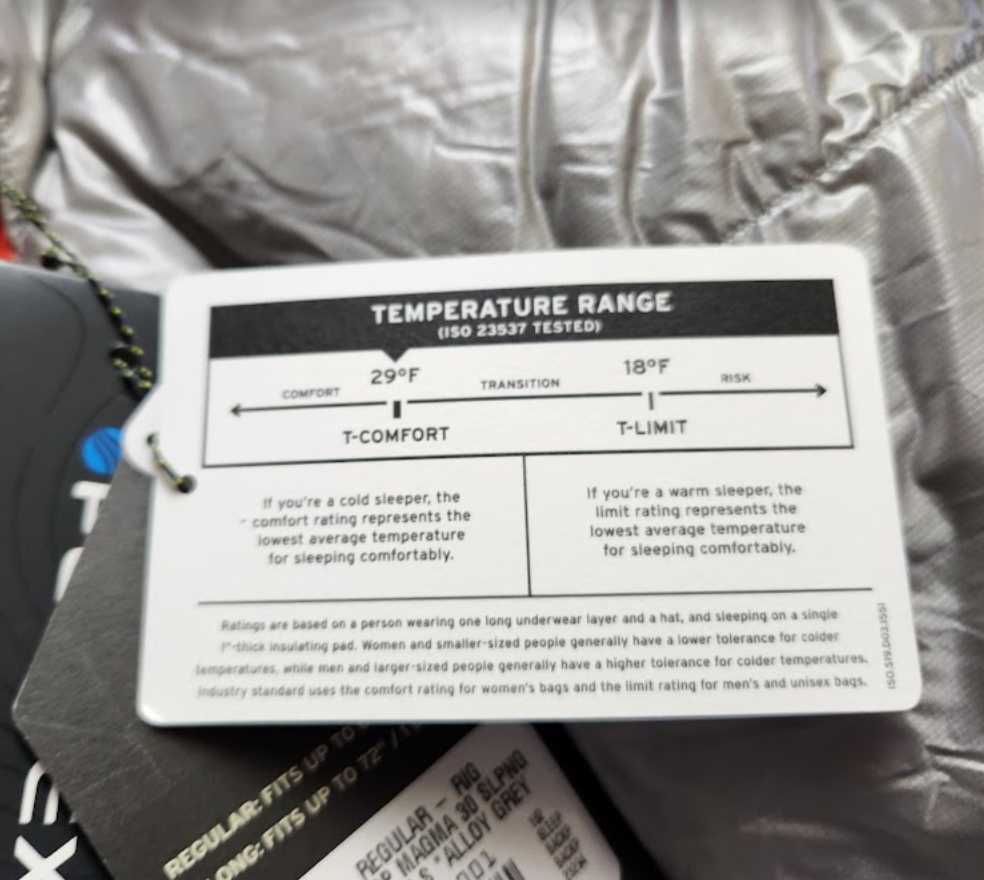 TEMPERATURE RANGE
(ISO 23537 TESTED)
29°F
18°F
COMFORT
TRANSITION
RISK
T-COMFORT
T-LIMIT
If you're a cold sleeper, the
comfort rating represents the
lowest average temperature
for sleeping comfortably.
If you're a warm sleeper, the
limit rating represents the
lowest average temperature
for sleeping comfortably.
Ratings are based on a person wearing one long underwear layer and a hat, and sleeping on a single
1"-thick insulating pad. Women and smaller-sized people generally have a lower tolerance for colder
temperatures, while men and larger-sized people generally have a higher tolerance for colder temperatures.
Industry standard uses the comfort rating for women's bags and the limit rating for men's and unisex bags.
REGULAR: FITS UP TO
LONG: FITS UP TO 72" /
REGULAR - RIG
MAGMA 30 SLPNG
"ALLOY GREY"
001